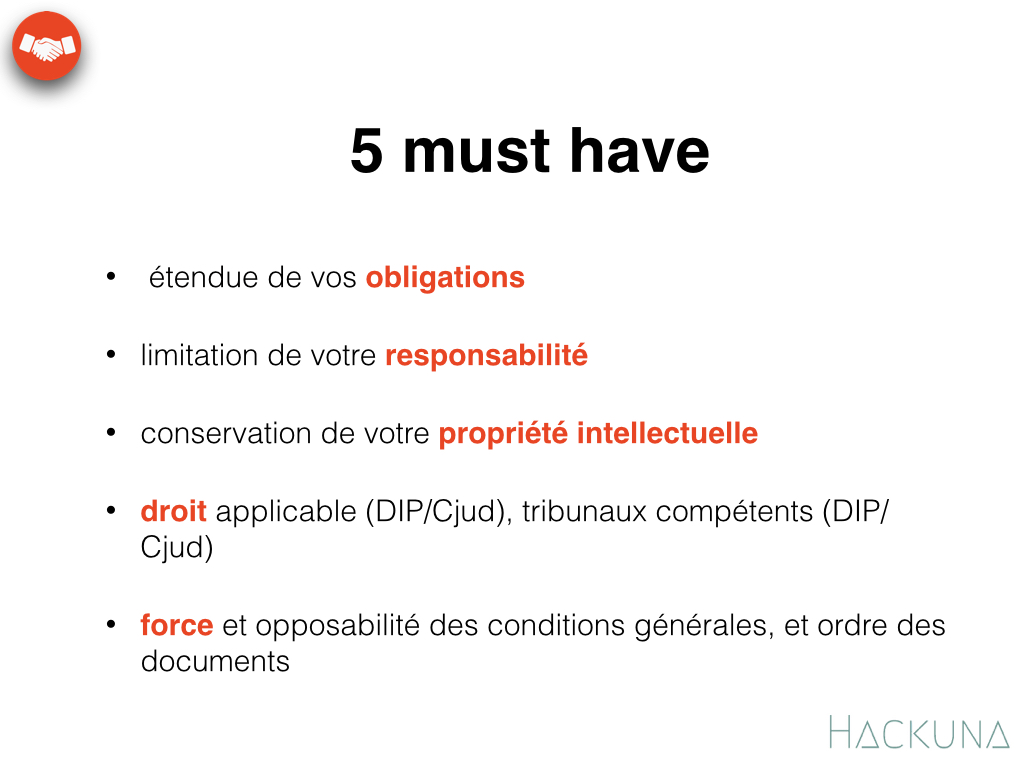 5 must have
• étendue de vos obligations
• limitation de votre responsabilité
• conservation de votre propriété intellectuelle
• droit applicable (DIP/Cjud), tribunaux compétents (DIP/
Cjud)
• force et opposabilité des conditions générales, et ordre des
documents
HACKUNA